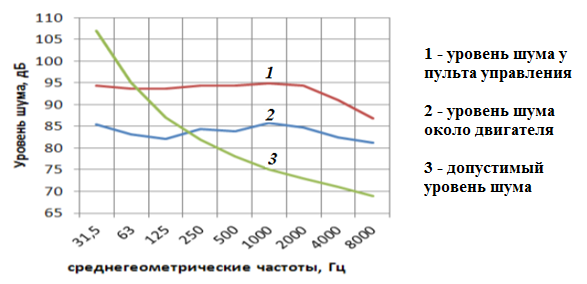 110
105
100
95
90
85
80
75
70
65
Уровень шума, дБ
1
2
3
31,5
63
125
250
500
1000
2000
4000
8000
среднегеометрические частоты, Гц
1 - уровень шума у
пульта управления
2 - уровень шума
около двигателя
3 - допустимый
уровень шума